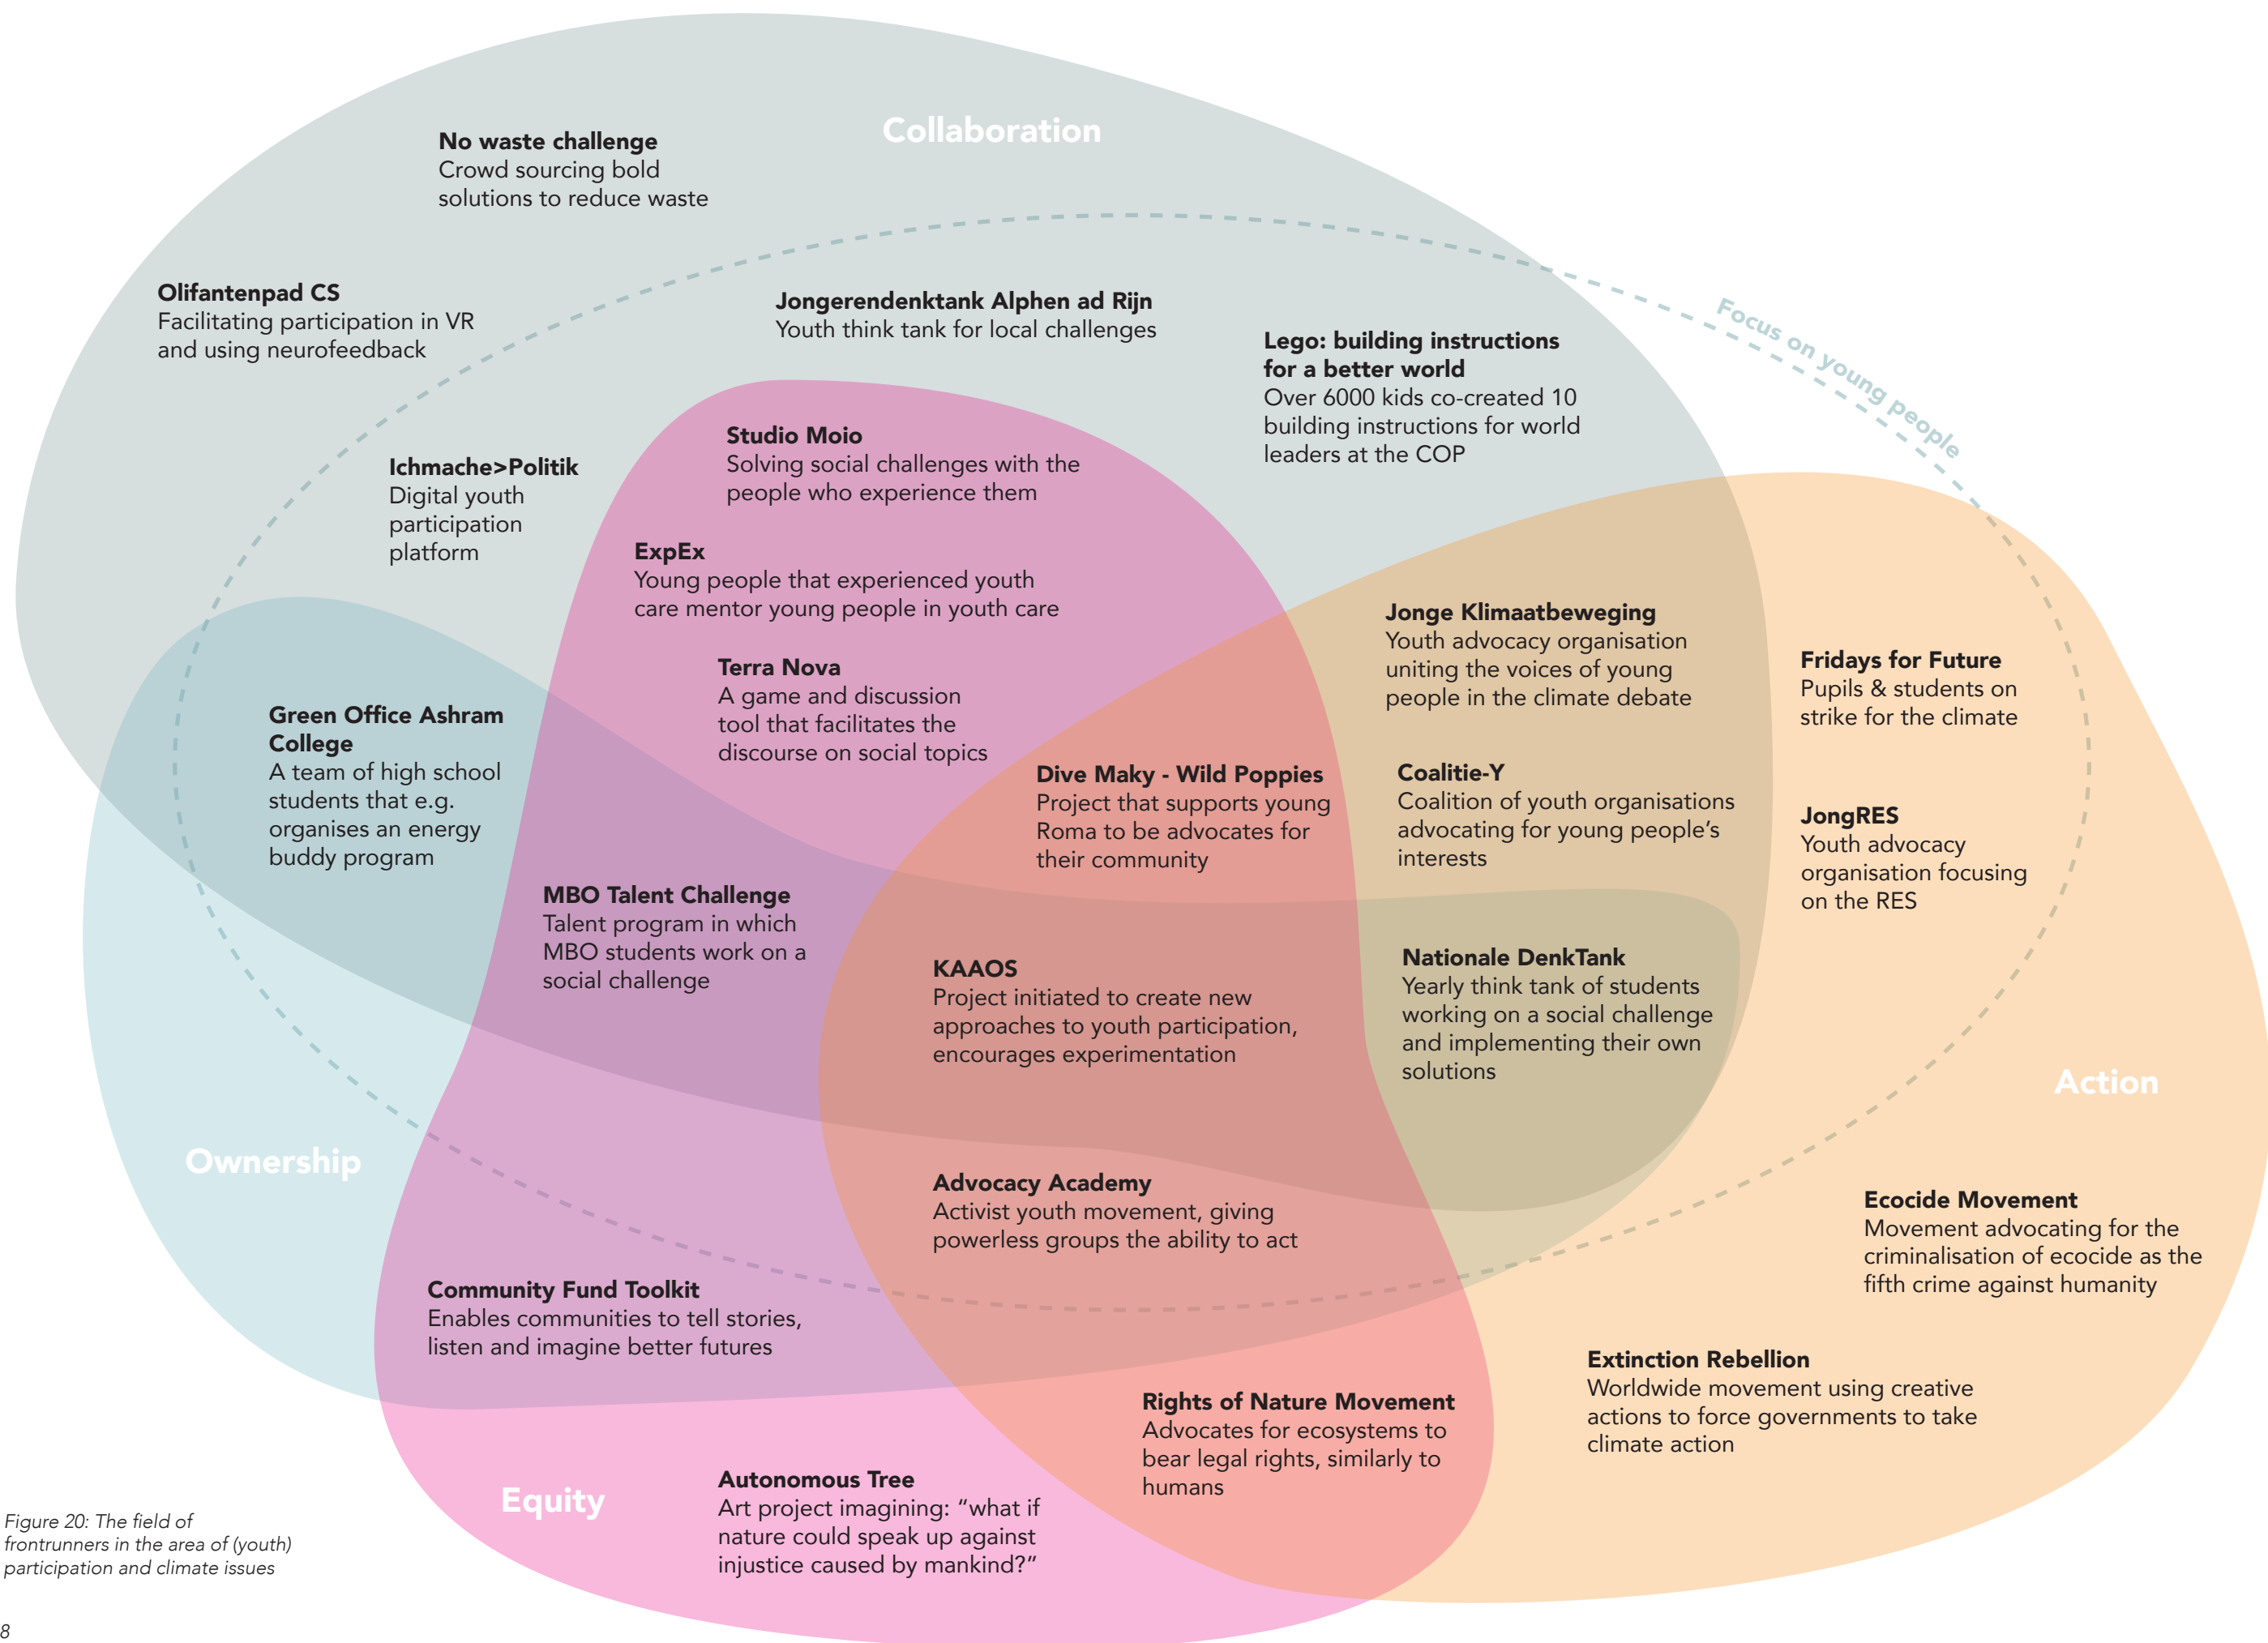 Collaboration
No waste challenge
Crowd sourcing bold
solutions to reduce waste
Olifantenpad CS
Facilitating participation in VR
and using neurofeedback
Jongerendenktank Alphen ad Rijn
Youth think tank for local challenges
Lego: building instructions
for a better world
Over 6000 kids co-created 10
building instructions for world
leaders at the COP
Focus on young people
Ichmache>Politik
Digital youth
participation
platform
Studio Moio
Solving social challenges with the
people who experience them
ExpEx
Young people that experienced youth
care mentor young people in youth care
Terra Nova
A game and discussion
tool that facilitates the
discourse on social topics
Jonge Klimaatbeweging
Youth advocacy organisation
uniting the voices of young
people in the climate debate
Fridays for Future
Pupils & students on
strike for the climate
Green Office Ashram
College
A team of high school
students that e.g.
organises an energy
buddy program
Dive Maky - Wild Poppies
Project that supports young
Roma to be advocates for
their community
Coalitie-Y
Coalition of youth organisations
advocating for young people's
interests
JongRES
Youth advocacy
organisation focusing
on the RES
MBO Talent Challenge
Talent program in which
MBO students work on a
social challenge
KAAOS
Project initiated to create new
approaches to youth participation,
encourages experimentation
Nationale DenkTank
Yearly think tank of students
working on a social challenge
and implementing their own
solutions
Action
Ownership
Advocacy Academy
Activist youth movement, giving
powerless groups the ability to act
Ecocide Movement
Movement advocating for the
criminalisation of ecocide as the
fifth crime against humanity
Community Fund Toolkit
Enables communities to tell stories,
listen and imagine better futures
Extinction Rebellion
Worldwide movement using creative
actions to force governments to take
climate action
Rights of Nature Movement
Advocates for ecosystems to
bear legal rights, similarly to
humans
Equity
Autonomous Tree
Art project imagining: “what if
nature could speak up against
injustice caused by mankind?”
Figure 20: The field of
frontrunners in the area of (youth)
participation and climate issues
8